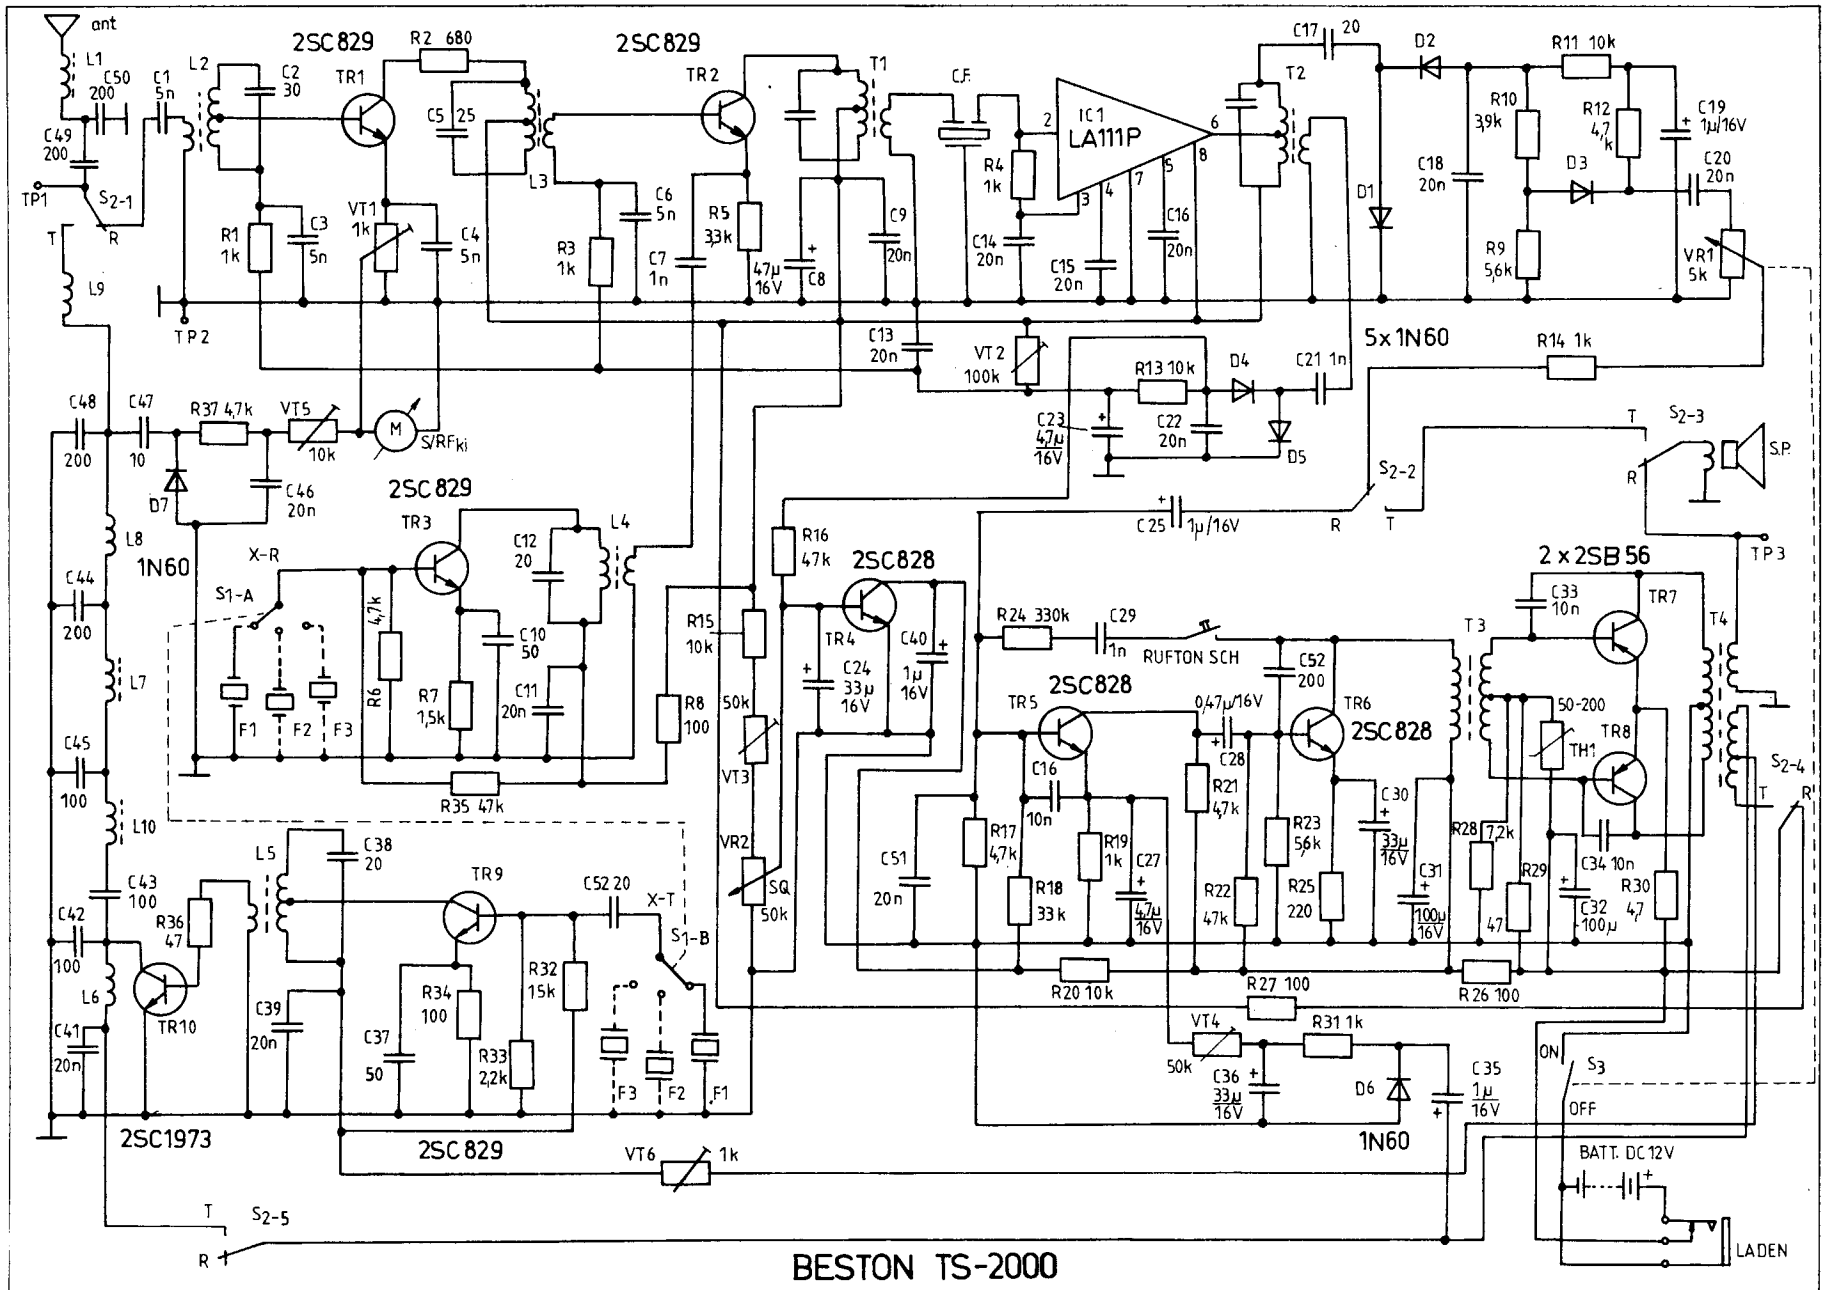 ant
L1
C50
200
C1
5n
L2
C2
30
2SC829
TR1
R2 680
C5
25
L3
2SC829
TR2
T1
C.F.
2
IC1
LA111P
6
3
4
7
5
8
T2
C17
20
D2
R11 10k
R10
3,9k
R12
4,7
k
C19
1µ/16V
C49
200
TP1
S2-1
T
R
L9
R1
1k
C3
5n
VT1
1k
C4
5n
R3
1k
C6
5n
C7
1n
R5
3,3k
47µ
16V
C8
C9
20n
R4
1k
C14
20n
C15
20n
C16
20n
D1
C18
20n
D3
C20
20n
R9
5,6k
VR1
5k
TP2
C13
20n
VT2
100k
R13 10k
D4
C21 1n
5x1N60
R14 1k
C48
200
C47
10
R37 4,7k
VT5
10k
M
S/RFki
C23
4,7µ
16V
C22
20n
D5
S2-2
R
T
T
S2-3
R
S.P.
TP3
D7
C46
20n
1N60
2SC829
TR3
L8
X-R
S1-A
C12
20
L4
R16
47k
C25
1µ/16V
2SC828
TR4
C44
200
4,7k
R6
R7
1,5k
C10
50
C11
20n
F1
F2
F3
L7
R15
10k
R8
100
50k
VT3
C24
33µ
16V
C40
1µ
16V
R24 330k
C29
1n
RUFTON SCH
2SC828
TR5
0,47µ/16V
C28
C52
200
TR6
2SC828
T3
2x2SB56
C33
10n
TR7
T4
50-200
TH1
TR8
S2-4
T
R
C45
100
R35 47k
L10
L5
C38
20
VR2
SQ
50k
C51
20n
R17
4,7k
C16
10n
R18
33k
R19
1k
C27
4,7µ
16V
R21
4,7k
R22
47k
R23
56k
R25
220
C30
33µ
16V
C31
100µ
16V
R28
7,2k
47
R29
C34 10n
C32
100µ
R30
4,7
C43
100
R36
47
TR9
C52 20
X-T
S1-B
C42
100
L6
TR10
C41
20n
C39
20n
C37
50
R34
100
R33
2,2k
R32
15k
F3
F2
F1
R20 10k
R27 100
R26 100
VT4
50k
R31 1k
C36
33µ
16V
D6
1N60
C35
1µ
16V
ON
S3
OFF
2SC1973
2SC829
VT6
1k
BATT. DC12V
T
S2-5
R
LADEN
BESTON TS-2000